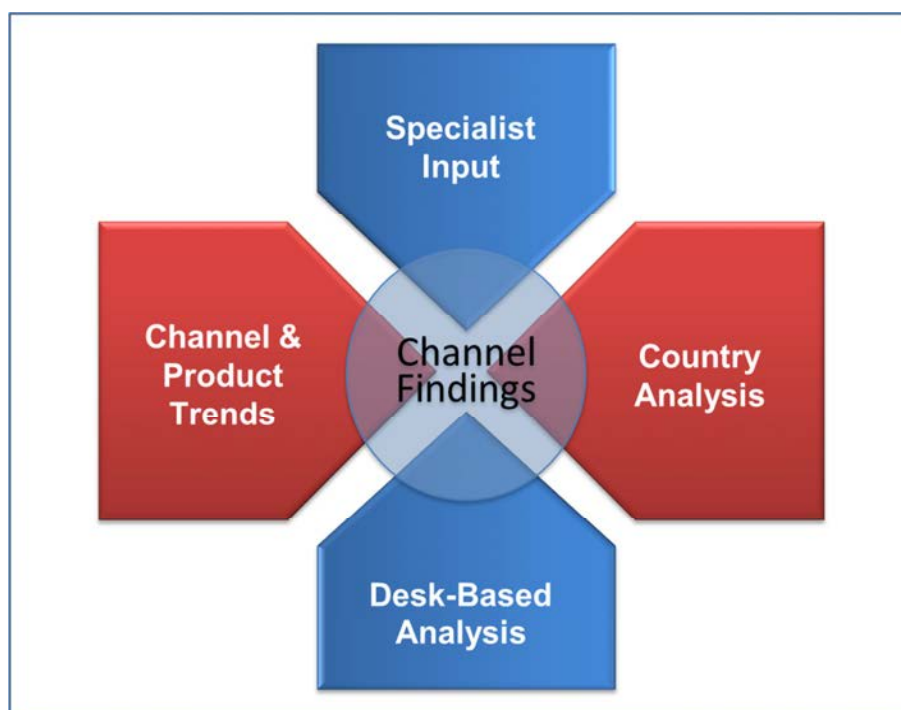 Specialist
Input
Channel &
Product
Trends
Channel
Findings
Country
Analysis
Desk-Based
Analysis